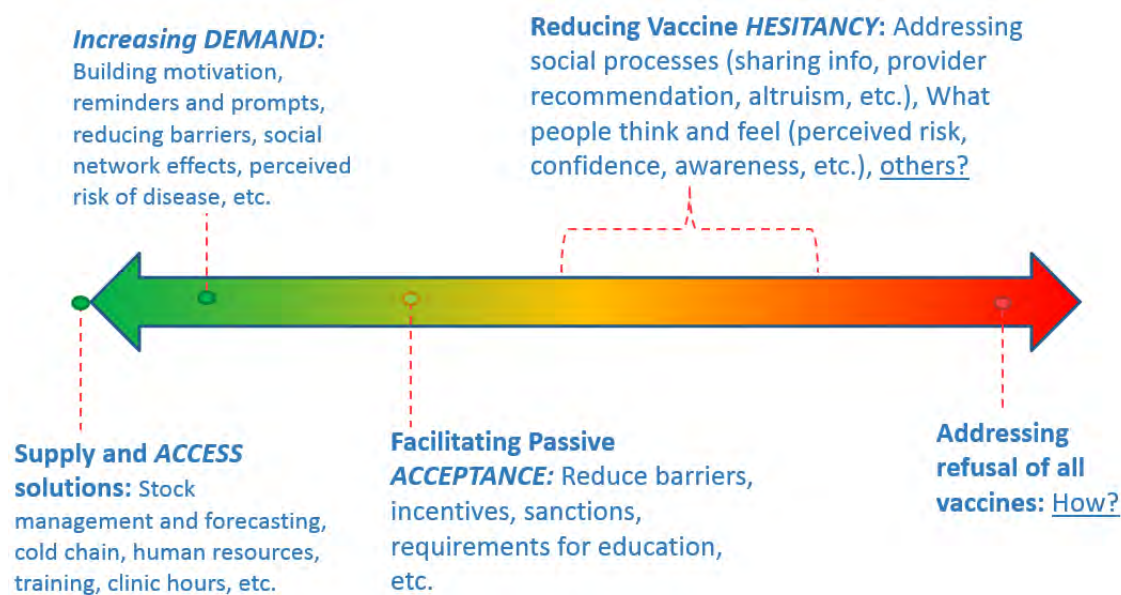 Increasing DEMAND:
Building motivation,
reminders and prompts,
reducing barriers, social
network effects, perceived
risk of disease, etc.
Reducing Vaccine HESITANCY: Addressing
social processes (sharing info, provider
recommendation, altruism, etc.), What
people think and feel (perceived risk,
confidence, awareness, etc.), others?
Supply and ACCESS
solutions: Stock
management and forecasting,
cold chain, human resources,
training, clinic hours, etc.
Facilitating Passive
ACCEPTANCE: Reduce barriers,
incentives, sanctions,
requirements for education,
etc.
Addressing
refusal of all
vaccines: How?